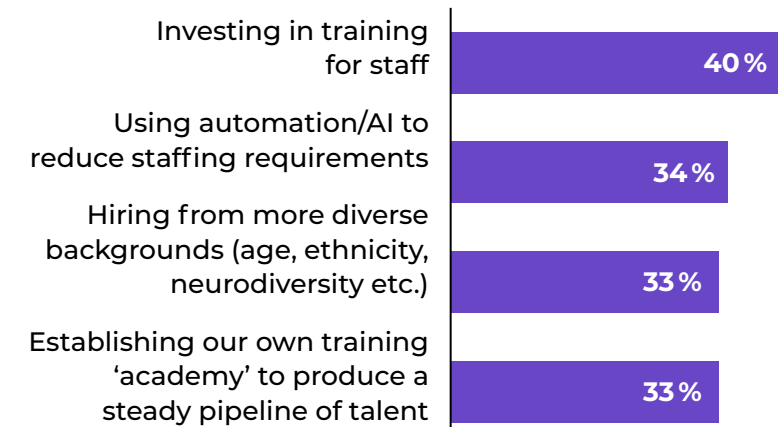 Investing in training
for staff
40 %
Using automation/AI to
reduce staffing requirements
34 %
Hiring from more diverse
backgrounds (age, ethnicity,
neurodiversity etc.)
33 %
Establishing our own training
‘academy’ to produce a
steady pipeline of talent
33 %